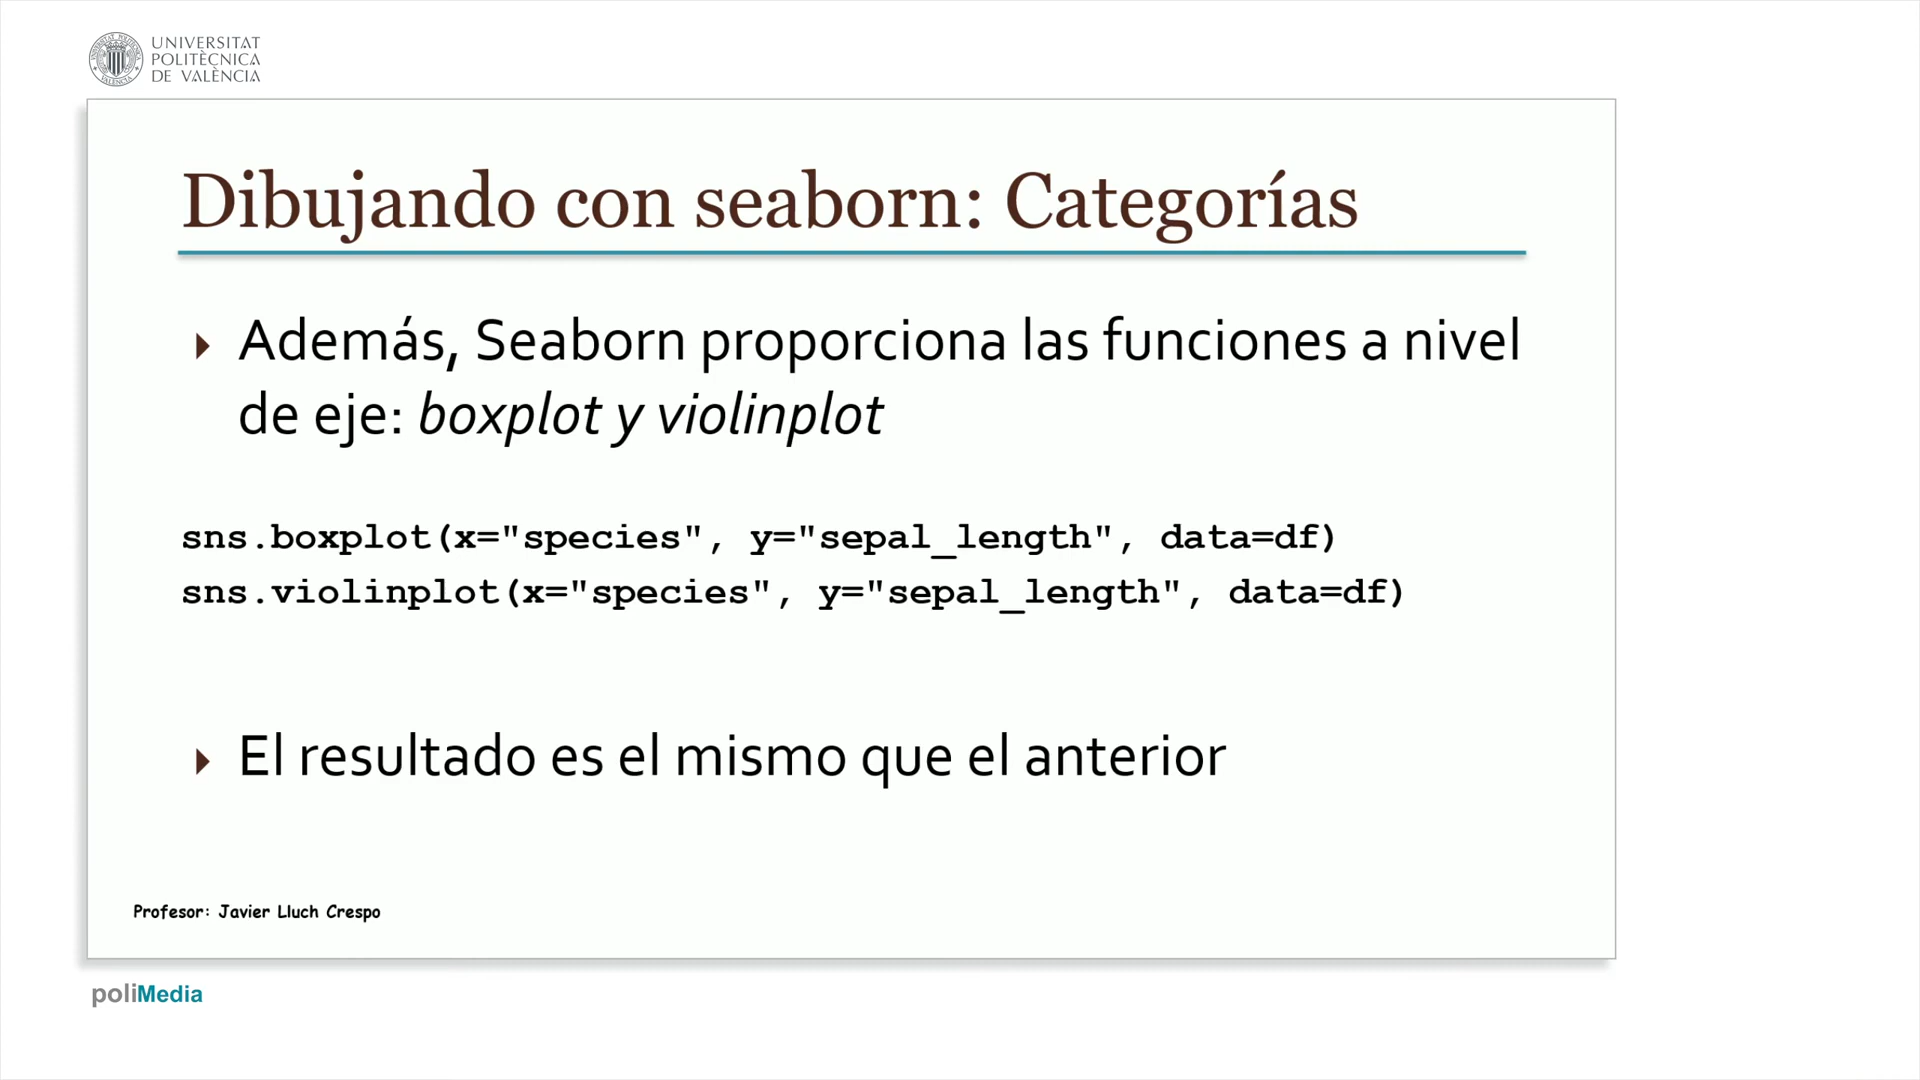 UNIVERSITAT
POLITÈCNICA
DE VALÈNCIA
Dibujando con seaborn: Categorías
Además, Seaborn proporciona las funciones a nivel
de eje: boxplot y violinplot
sns.boxplot(x="species", y="sepal_length", data=df)
sns.violinplot(x="species", y="sepal_length", data=df)
El resultado es el mismo que el anterior
Profesor: Javier Lluch Crespo
poliMedia